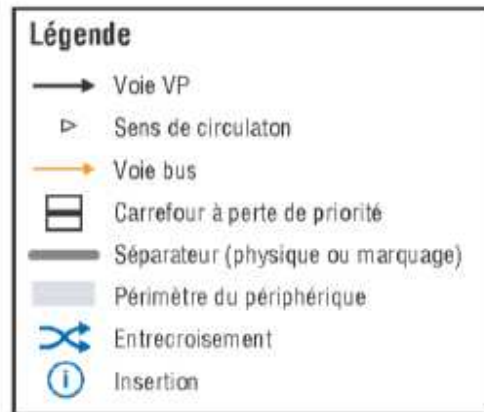 Légende
Voie VP
Sens de circulaton
Voie bus
Carrefour à perte de priorité
Séparateur (physique ou marquage)
Périmètre du périphérique
Entrecroisement
i Insertion